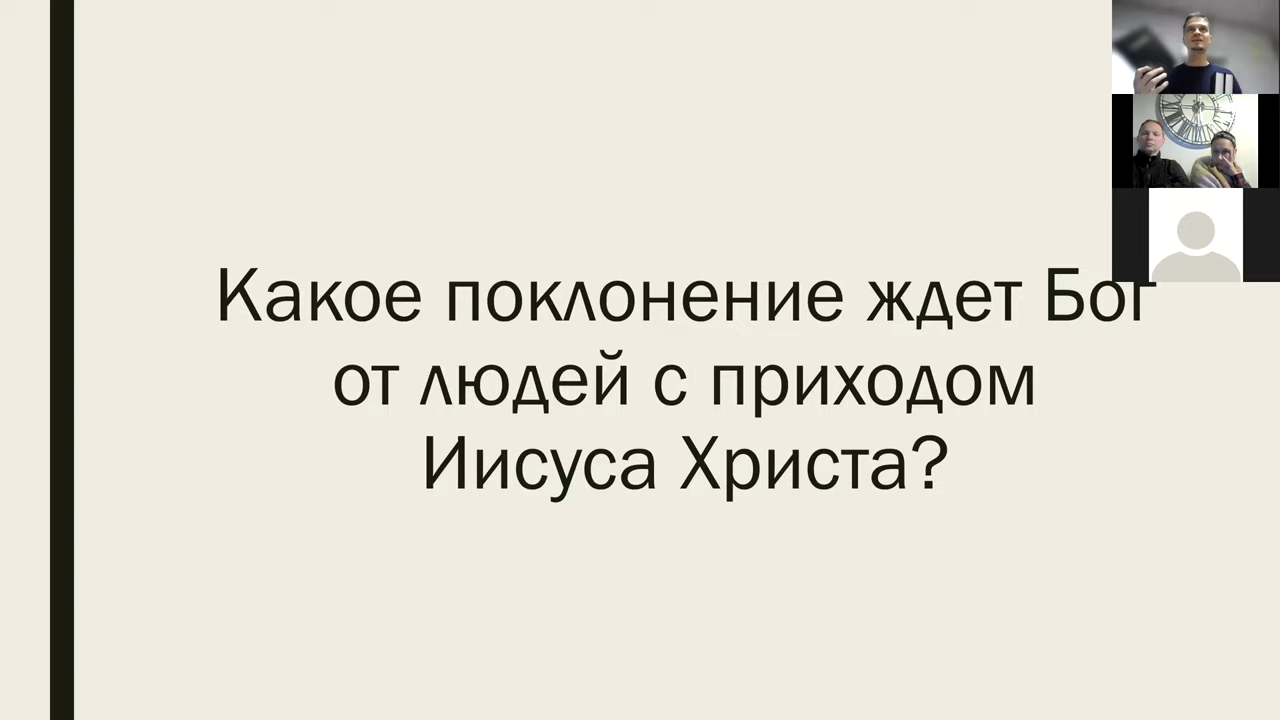 Какое поклонение ждет Бог
от людей с приходом
Иисуса Христа?